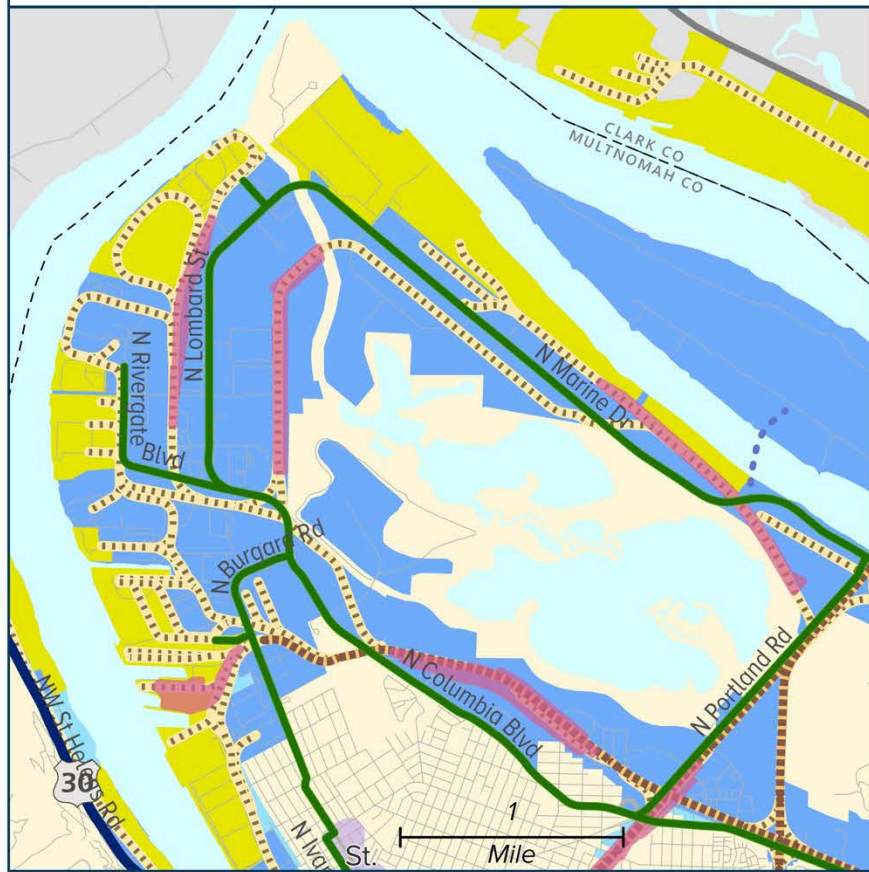 CLARK CO
MULTNOMAH CO
N Lombard St
N Rivergate
Blvd
N Marine Dr
N Burgard Rd
N Columbia Blvd
N Portland Rd
NW St Helens Rd
30
1
Mile
N Ivan
St.